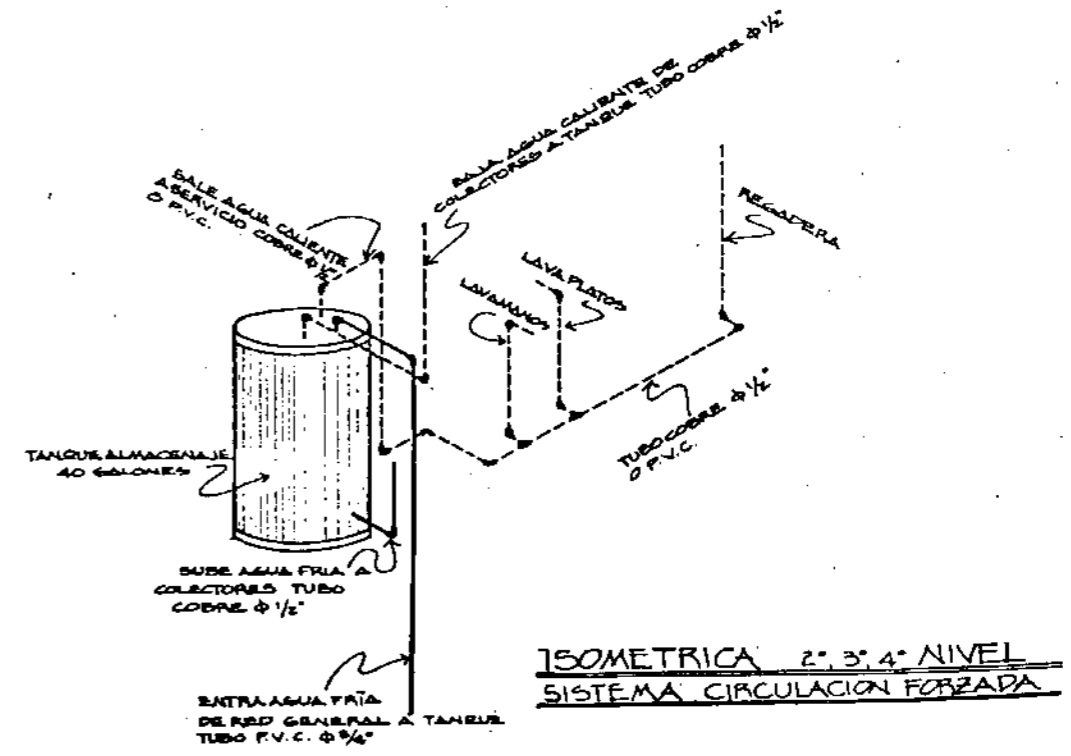 BAJA AGUA CALIENTE DE
COLECTORES A TANQUE TUBO COBRE Φ 1/2"
SALE AGUA CALIENTE
A SERVICIO COBRE Φ 1/2"
O P.V.C.
REGADERA
LAVAPLATOS
LAVAMANOS
TUBO COBRE Φ 1/2"
O P.V.C.
TANQUE ALMACENAJE
40 GALONES
SUBE AGUA FRIA A
COLECTORES TUBO
COBRE Φ 1/2"
ENTRA AGUA FRIA
DE RED GENERAL A TANQUE
TUBO P.V.C. Φ 3/4"
ISOMETRICA 2°, 3°, 4° NIVEL
SISTEMA CIRCULACION FORZADA